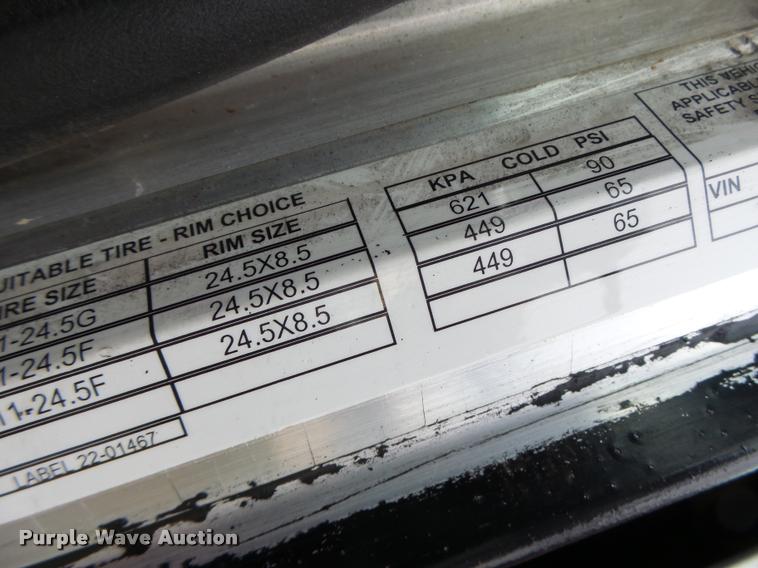 UITABLE TIRE - RIM CHOICE
IRE SIZE RIM SIZE
1-24.5G 24.5X8.5
1-24.5F 24.5X8.5
11-24.5F 24.5X8.5
LABEL 22-01467
KPA COLD PSI
621 90
449 65
449 65
THIS VEHIC
APPLICABLE
SAFETY S
VIN
Purple Wave Auction